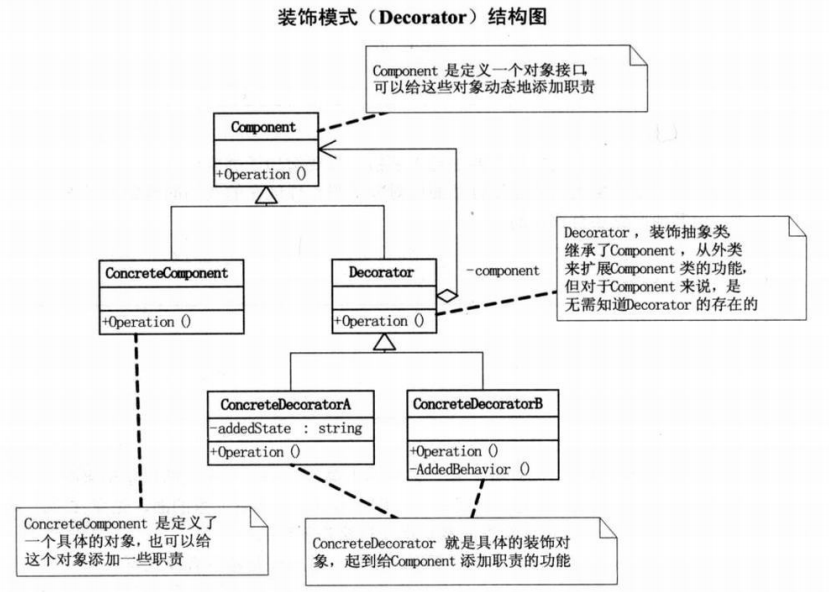 装饰模式（Decorator）结构图
Component 是定义一个对象接口，
可以给这些对象动态地添加职责
Component
+Operation ()
Decorator ，装饰抽象类，
继承了Component ，从外类
来扩展Component 类的功能，
但对于Component 来说，是
无需知道Decorator 的存在的
ConcreteComponent
+Operation ()
Decorator
+Operation ()
-component
ConcreteDecoratorA
-addedState : string
+Operation ()
ConcreteDecoratorB
+Operation ()
-AddedBehavior ()
ConcreteComponent 是定义了
一个具体的对象，也可以给
这个对象添加一些职责
ConcreteDecorator 就是具体的装饰对
象，起到给Component 添加职责的功能